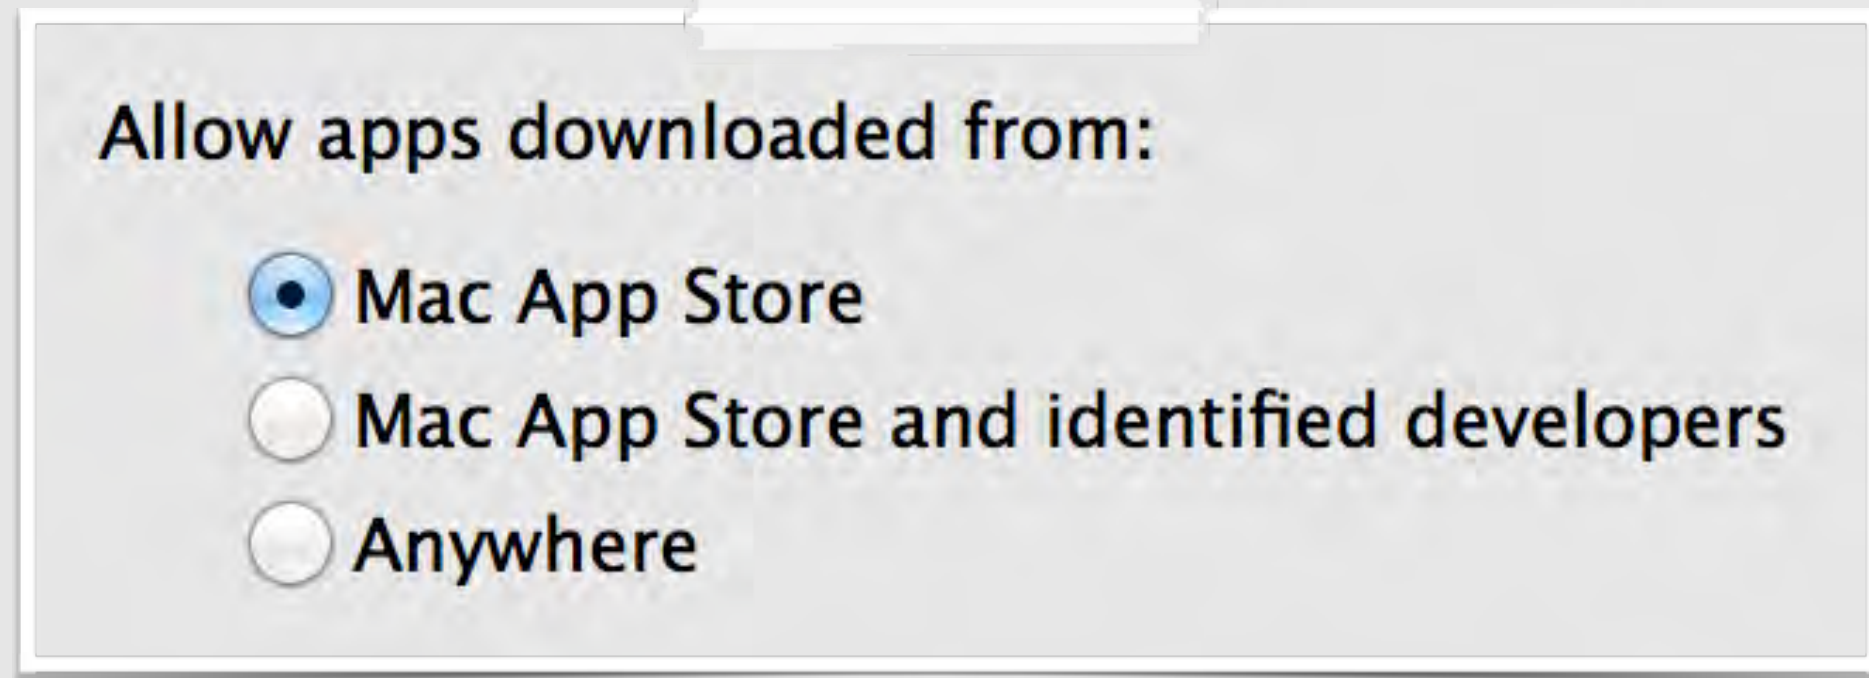 Allow apps downloaded from:
Mac App Store
Mac App Store and identified developers
Anywhere